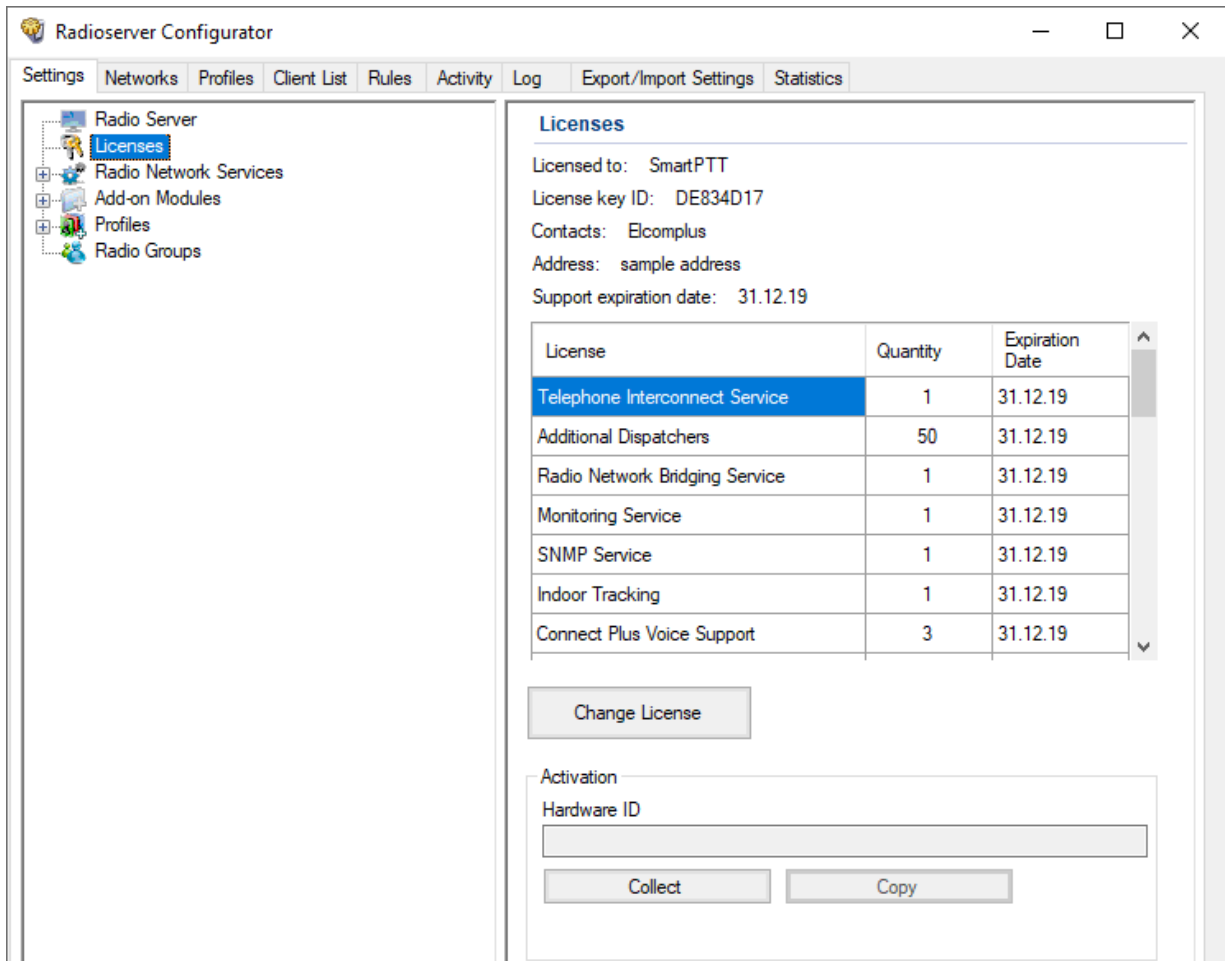 Radioserver Configurator
Settings Networks Profiles Client List Rules Activity Log Export/Import Settings Statistics
Radio Server
Licenses
Radio Network Services
Add-on Modules
Profiles
Radio Groups
Licenses
Licensed to: SmartPTT
License key ID: DE834D17
Contacts: Elcomplus
Address: sample address
Support expiration date: 31.12.19
License Quantity Expiration Date
Telephone Interconnect Service 1 31.12.19
Additional Dispatchers 50 31.12.19
Radio Network Bridging Service 1 31.12.19
Monitoring Service 1 31.12.19
SNMP Service 1 31.12.19
Indoor Tracking 1 31.12.19
Connect Plus Voice Support 3 31.12.19
Change License
Activation
Hardware ID
Collect Copy